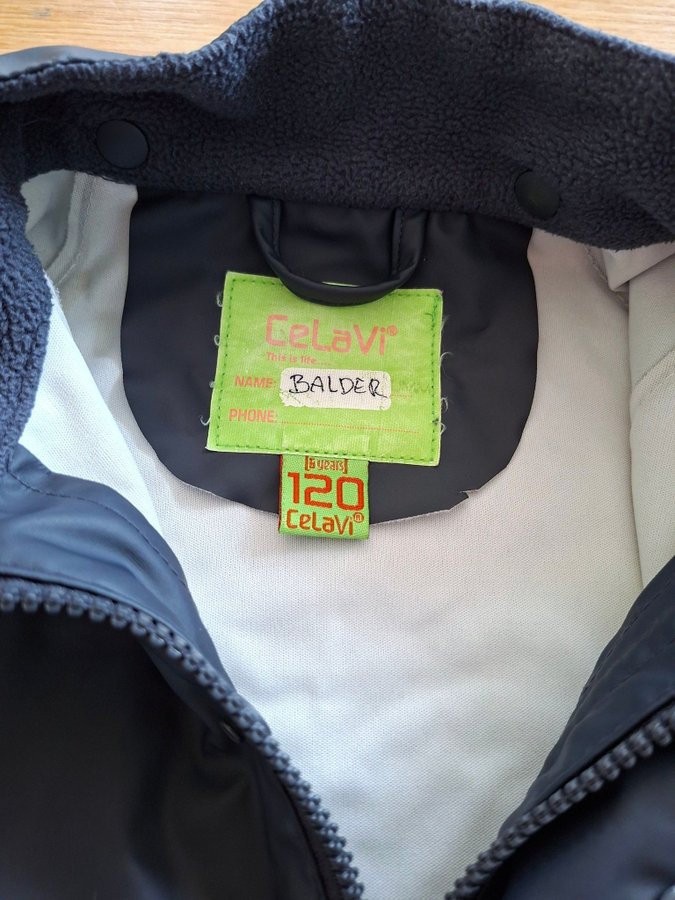 CeLaVi®
This is life...
NAME: BALDER
PHONE:
120
CeLaVi®